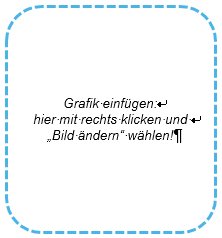 Grafik einfügen:
hier mit rechts klicken und
„Bild ändern“ wählen!